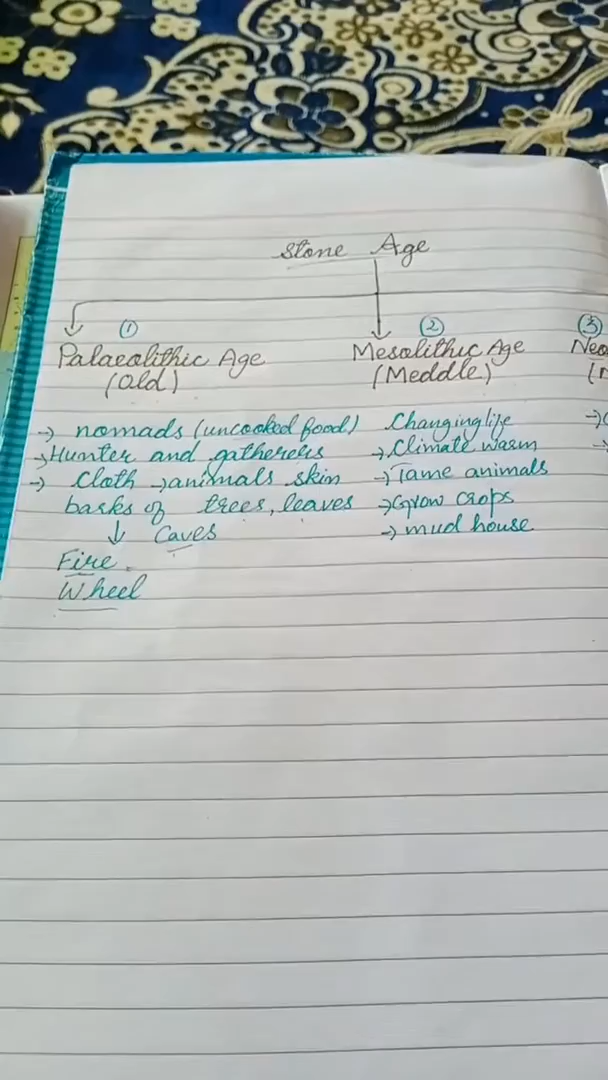 Stone Age
① ② ③
Palaeolithic Age Mesolithic Age
(Old) (Meddle)
→ nomads (uncooked food)
→ Hunter and gatherers
→ Cloth → animals skin
barks of trees, leaves
↓ Caves
Fire
Wheel
Changing life
→ Climate warm
→ Tame animals
→ Grow crops
→ mud house